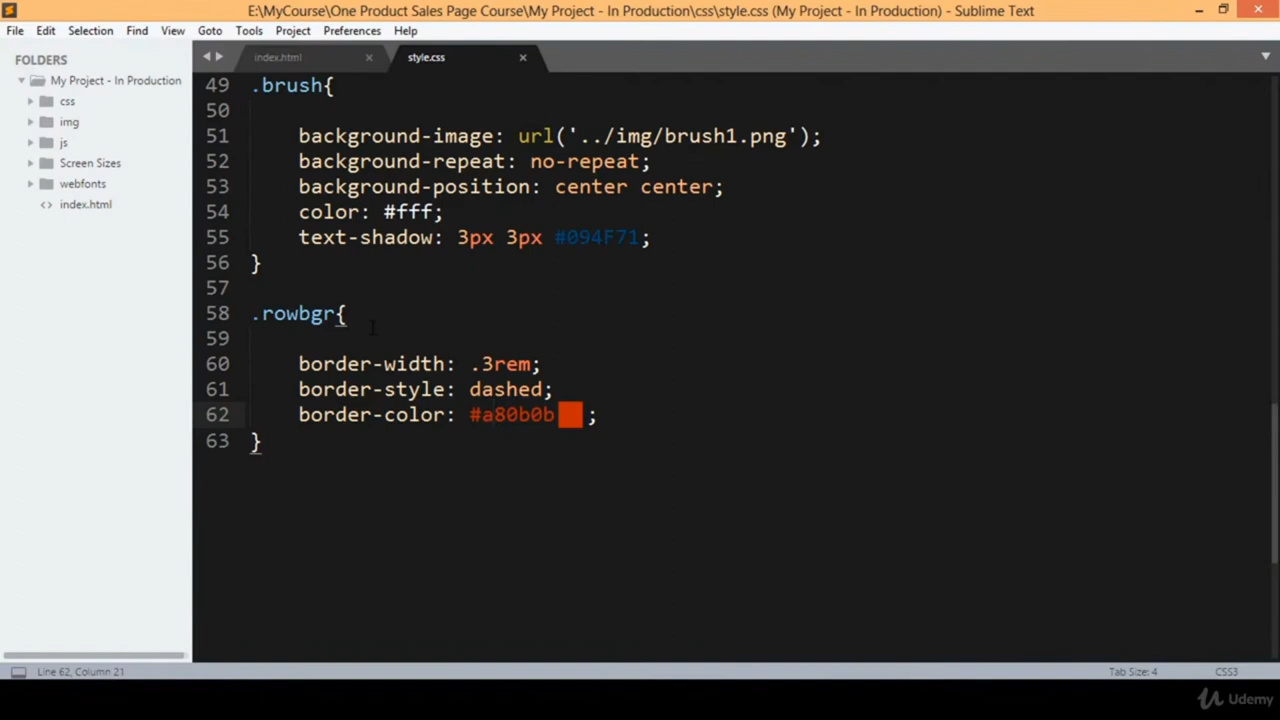 E:\MyCourse\One Product Sales Page Course\My Project - In Production\css\style.css (My Project - In Production) - Sublime Text
File Edit Selection Find View Goto Tools Project Preferences Help
FOLDERS
My Project - In Production
css
img
js
Screen Sizes
webfonts
index.html
index.html style.css
49 .brush{
50
51 background-image: url('../img/brush1.png');
52 background-repeat: no-repeat;
53 background-position: center center;
54 color: #fff;
55 text-shadow: 3px 3px #094F71;
56 }
57
58 .rowbgr{
59
60 border-width: .3rem;
61 border-style: dashed;
62 border-color: #a80b0b ;
63 }
Line 62, Column 21 Tab Size: 4 CSS3
Udemy